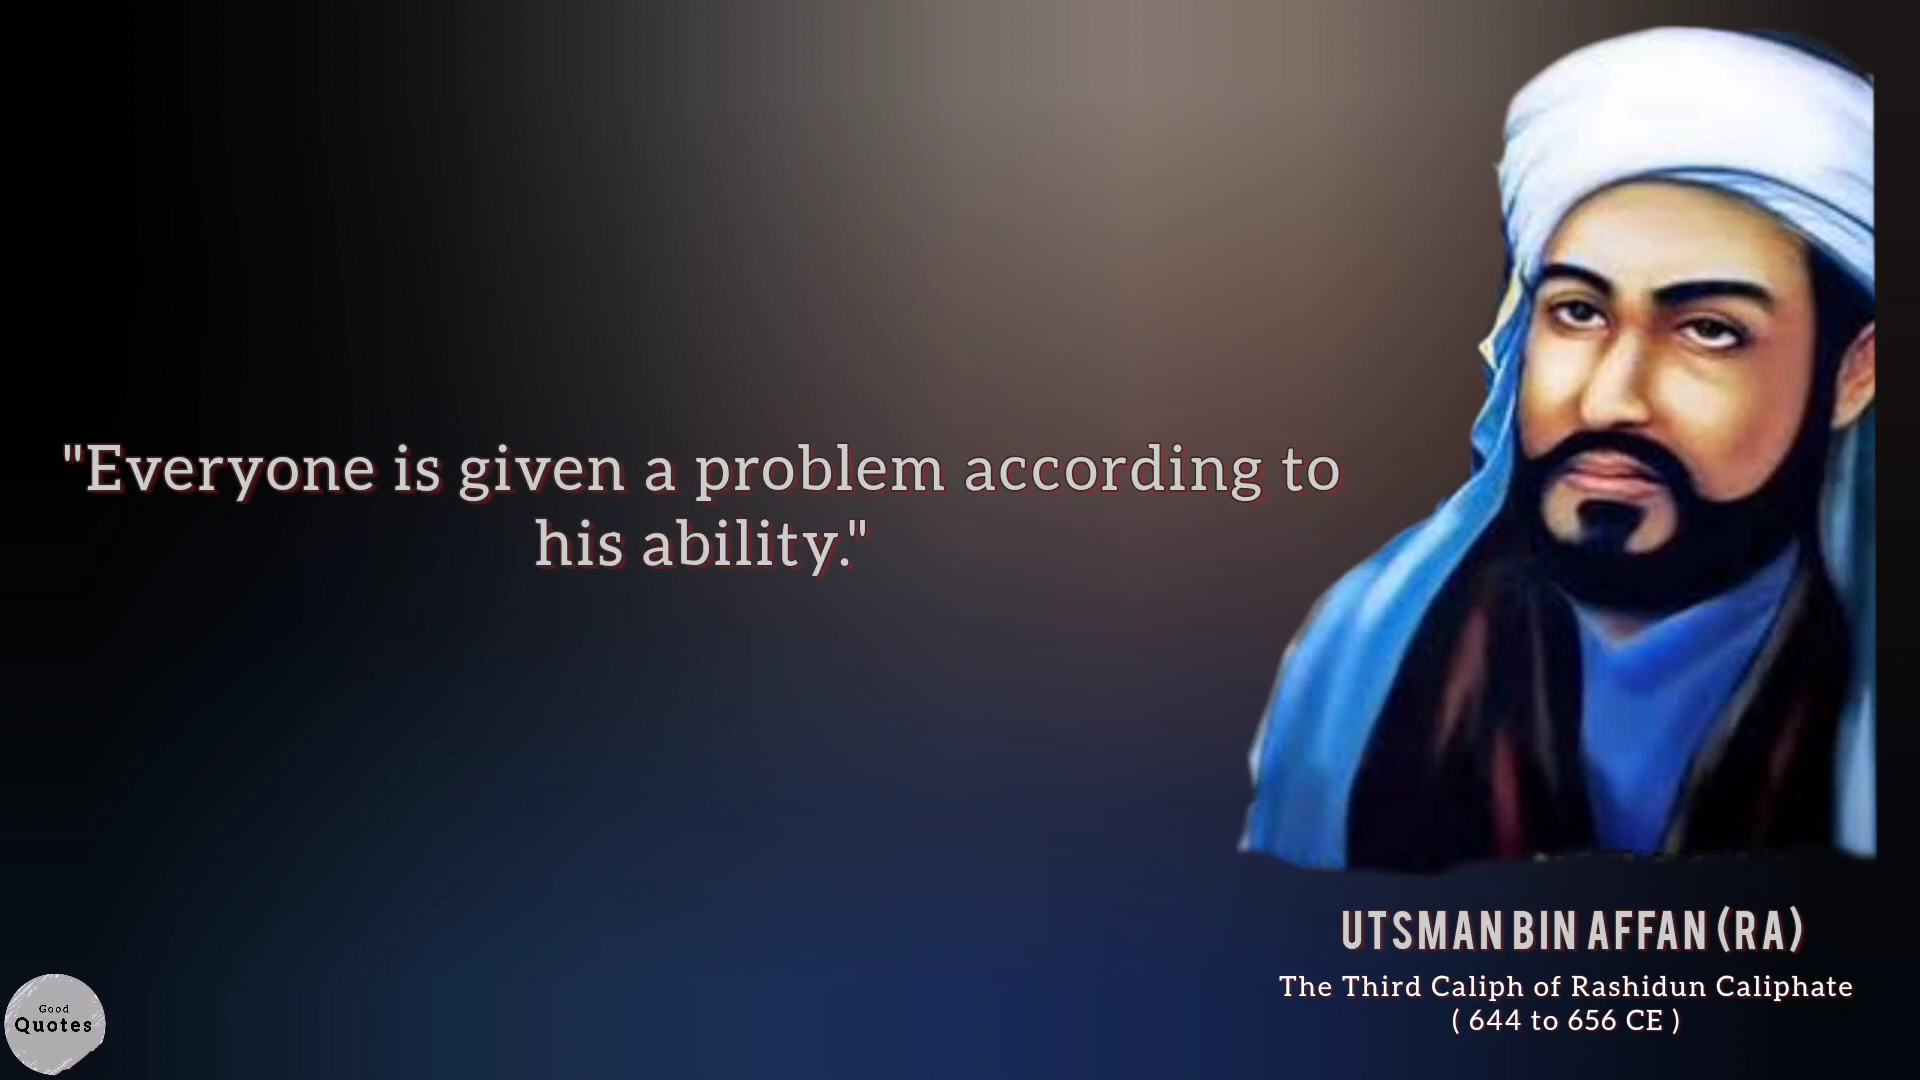 "Everyone is given a problem according to
his ability."
UTSMAN BIN AFFAN (RA)
The Third Caliph of Rashidun Caliphate
( 644 to 656 CE )
Good
Quotes